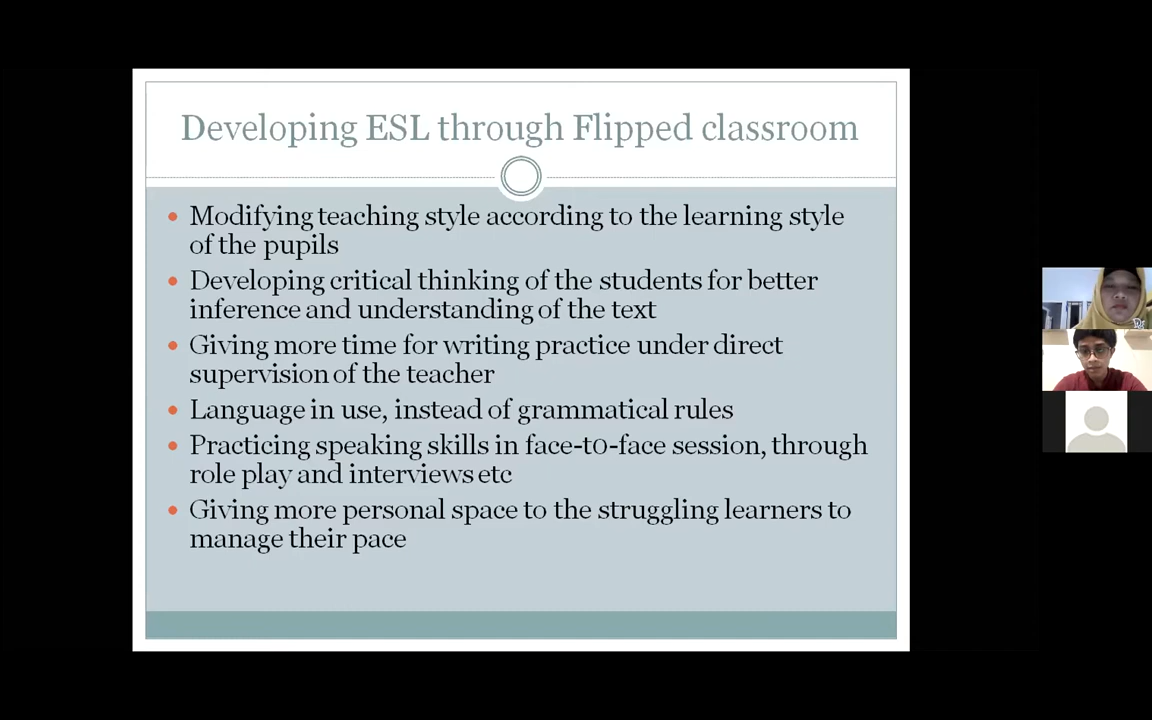 Developing ESL through Flipped classroom
Modifying teaching style according to the learning style
of the pupils
Developing critical thinking of the students for better
inference and understanding of the text
Giving more time for writing practice under direct
supervision of the teacher
Language in use, instead of grammatical rules
Practicing speaking skills in face-to-face session, through
role play and interviews etc
Giving more personal space to the struggling learners to
manage their pace